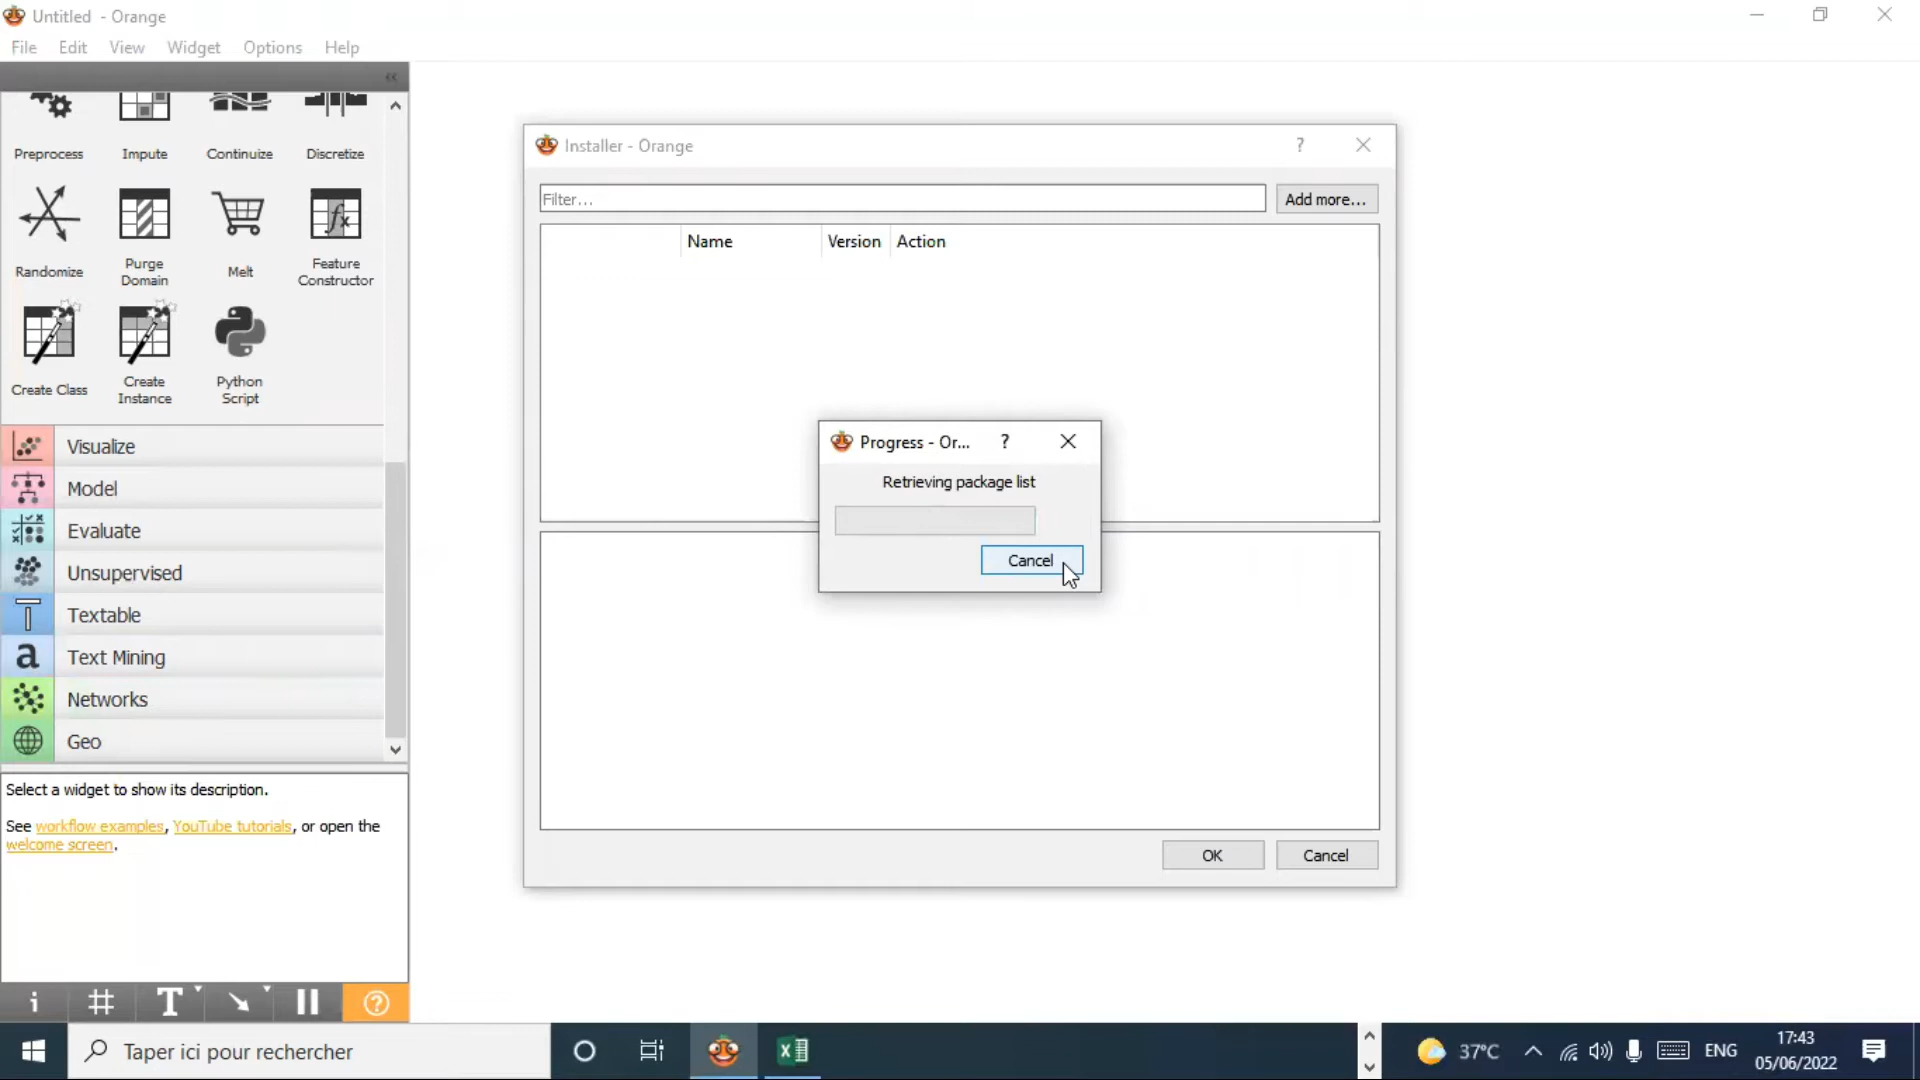 Untitled - Orange
File Edit View Widget Options Help
Preprocess Impute Continuize Discretize
Randomize Purge Domain Melt Feature Constructor
Create Class Create Instance Python Script
Visualize
Model
Evaluate
Unsupervised
Textable
Text Mining
Networks
Geo
Select a widget to show its description.
See workflow examples, YouTube tutorials, or open the
welcome screen.
Installer - Orange
Filter...
Add more...
Name Version Action
Progress - Or...
Retrieving package list
Cancel
OK Cancel
Taper ici pour rechercher
37°C
ENG
17:43
05/06/2022